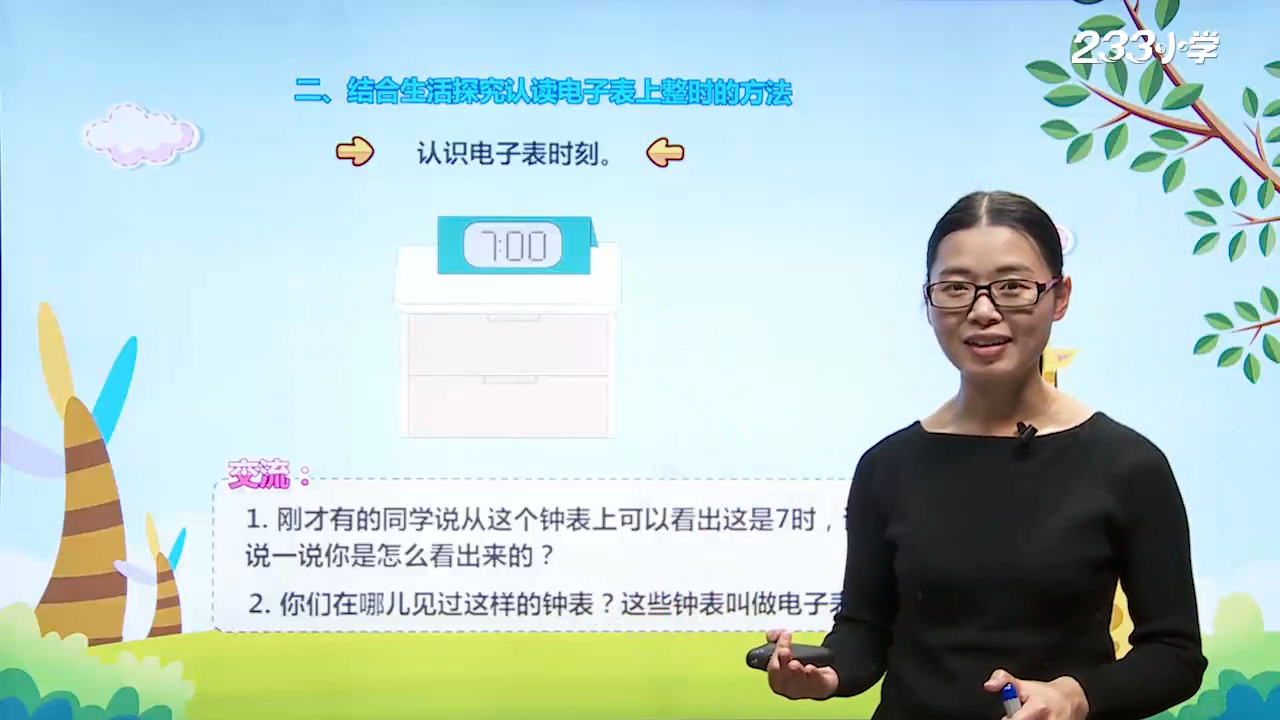 233小学
二、结合生活探究认读电子表上整时的方法
认识电子表时刻。
7:00
交流：
1. 刚才有的同学说从这个钟表上可以看出这是7时，
说一说你是怎么看出来的？
2. 你们在哪儿见过这样的钟表？这些钟表叫做电子